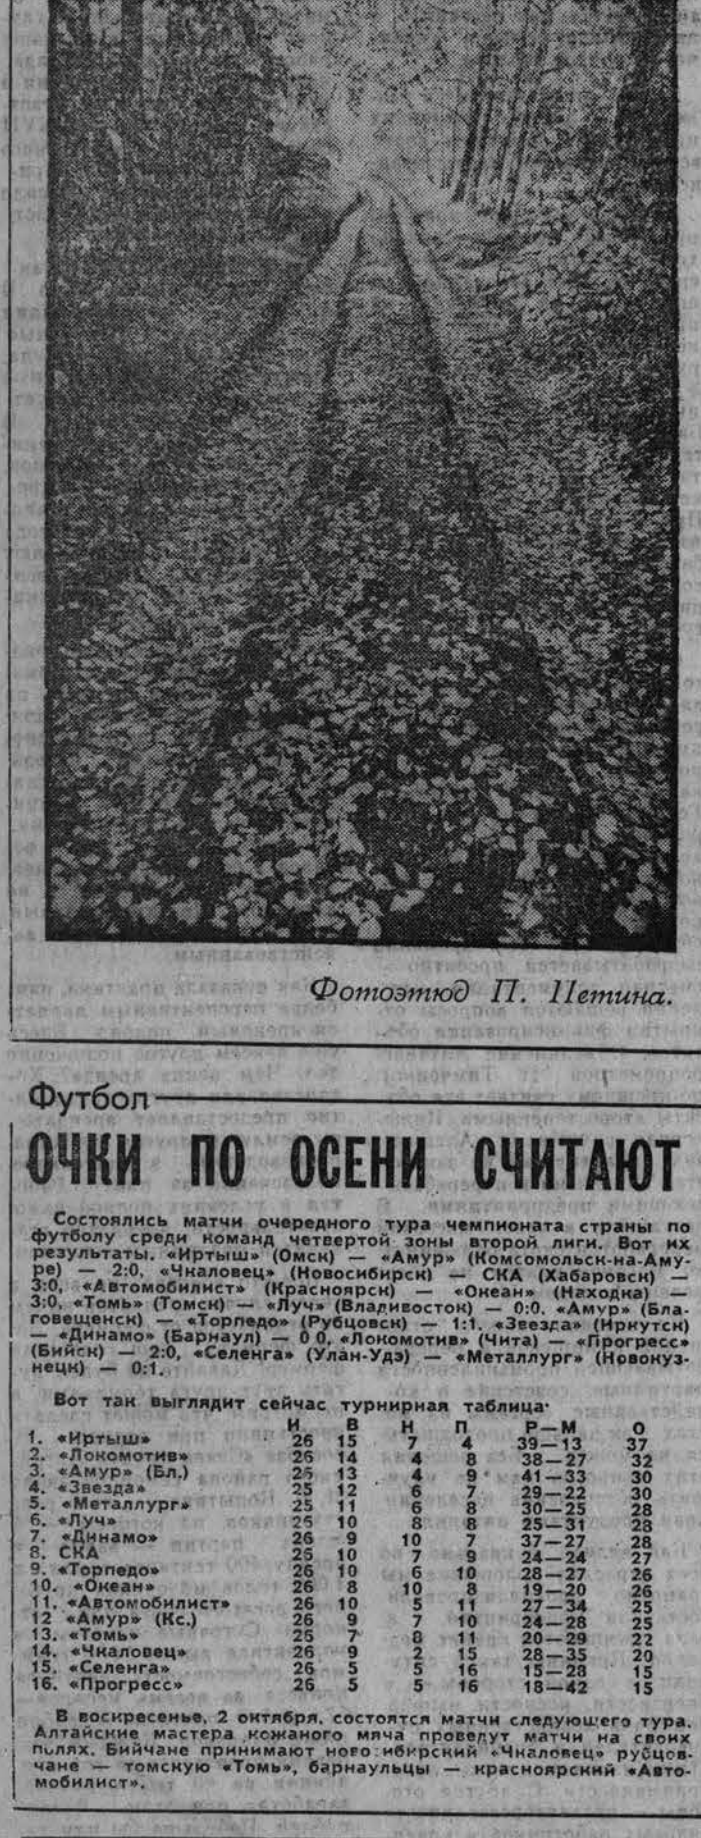 Фотоэтюд П. Петина.
Футбол
ОЧКИ ПО ОСЕНИ СЧИТАЮТ
Состоялись матчи очередного тура чемпионата страны по
футболу среди команд четвертой зоны второй лиги. Вот их
результаты. «Иртыш» (Омск) — «Амур» (Комсомольск-на-Аму-
ре) — 2:0, «Чкаловец» (Новосибирск) — СКА (Хабаровск) —
3:0, «Автомобилист» (Красноярск) — «Океан» (Находка) —
3:0, «Томь» (Томск) — «Луч» (Владивосток) — 0:0. «Амур» (Бла-
говещенск) — «Торпедо» (Рубцовск) — 1:1. «Звезда» (Иркутск)
— «Динамо» (Барнаул) — 0 0, «Локомотив» (Чита) — «Прогресс»
(Бийск) — 2:0, «Селенга» (Улан-Удэ) — «Металлург» (Новокуз-
нецк) — 0:1.
Вот так выглядит сейчас турнирная таблица·
И В Н П Р—М О
1. «Иртыш» 26 15 7 4 39—13 37
2. «Локомотив» 26 14 4 8 38—27 32
3. «Амур» (Бл.) 26 13 4 9 41—33 30
4. «Звезда» 25 12 6 7 29—22 30
5. «Металлург» 25 11 6 8 30—25 28
6. «Луч» 26 10 8 8 25—31 28
7. «Динамо» 26 9 10 7 37—27 28
8. СКА 26 10 7 9 24—24 27
9. «Торпедо» 26 10 6 10 28—27 26
10. «Океан» 26 8 10 8 19—20 26
11. «Автомобилист» 26 10 5 11 27—34 25
12 «Амур» (Кс.) 26 9 7 10 24—28 25
13. «Томь» 26 7 8 11 20—29 22
14. «Чкаловец» 26 9 2 15 28—35 20
15. «Селенга» 26 5 5 16 15—28 15
16. «Прогресс» 26 5 5 16 18—42 15
В воскресенье, 2 октября, состоятся матчи следующего тура.
Алтайские мастера кожаного мяча проведут матчи на своих
полях. Бийчане принимают новосибирский «Чкаловец» рубцов-
чане — томскую «Томь», барнаульцы — красноярский «Авто-
мобилист».